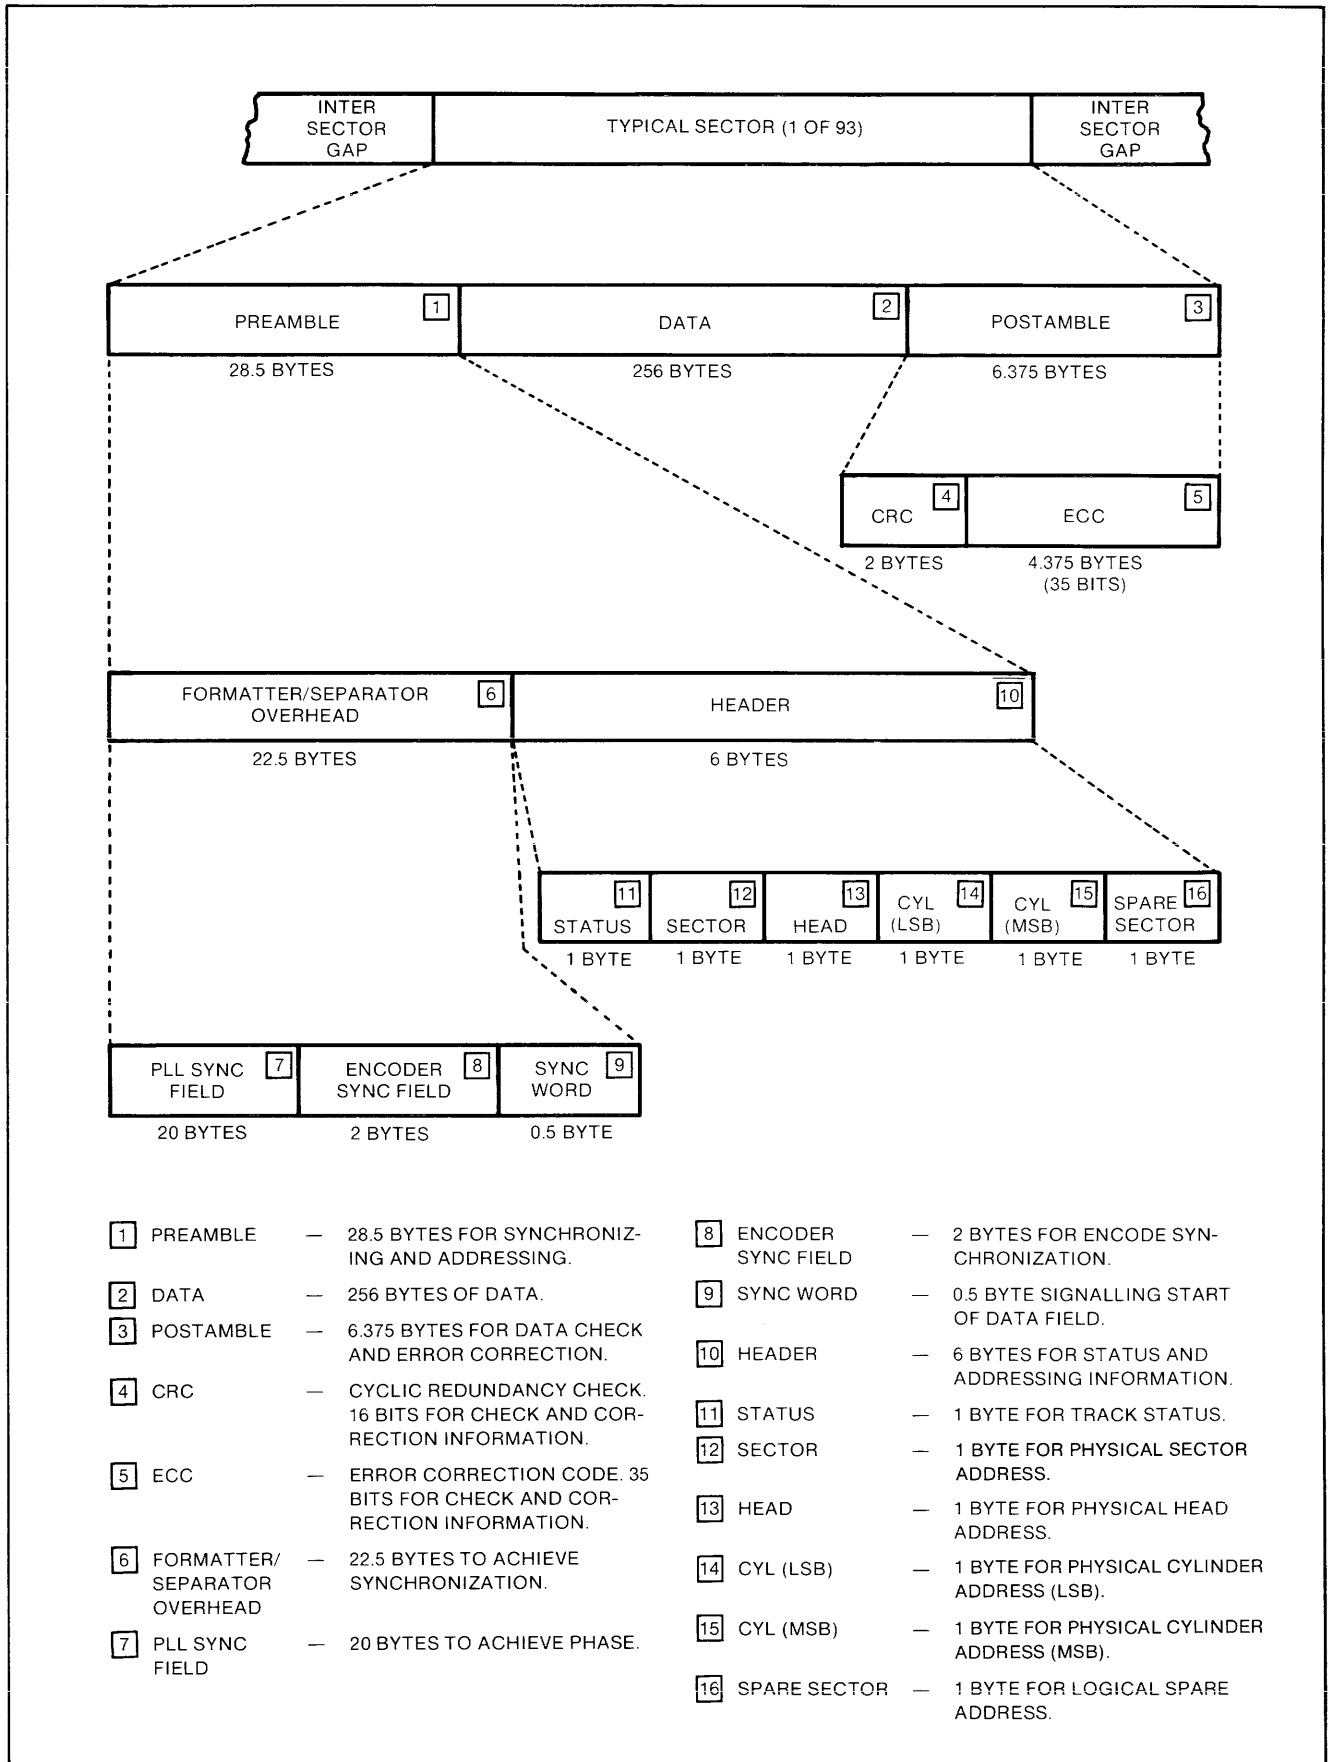 INTER
SECTOR
GAP
TYPICAL SECTOR (1 OF 93)
INTER
SECTOR
GAP
PREAMBLE
1
DATA
2
POSTAMBLE
3
28.5 BYTES
256 BYTES
6.375 BYTES
CRC
4
ECC
5
2 BYTES
4.375 BYTES
(35 BITS)
FORMATTER/SEPARATOR
OVERHEAD
6
HEADER
10
22.5 BYTES
6 BYTES
11
STATUS
12
SECTOR
13
HEAD
14
CYL
(LSB)
15
CYL
(MSB)
16
SPARE
SECTOR
1 BYTE
1 BYTE
1 BYTE
1 BYTE
1 BYTE
1 BYTE
PLL SYNC
FIELD
7
ENCODER
SYNC FIELD
8
SYNC
WORD
9
20 BYTES
2 BYTES
0.5 BYTE
1 PREAMBLE — 28.5 BYTES FOR SYNCHRONIZ-
ING AND ADDRESSING.
2 DATA — 256 BYTES OF DATA.
3 POSTAMBLE — 6.375 BYTES FOR DATA CHECK
AND ERROR CORRECTION.
4 CRC — CYCLIC REDUNDANCY CHECK.
16 BITS FOR CHECK AND COR-
RECTION INFORMATION.
5 ECC — ERROR CORRECTION CODE. 35
BITS FOR CHECK AND COR-
RECTION INFORMATION.
6 FORMATTER/ — 22.5 BYTES TO ACHIEVE
SEPARATOR SYNCHRONIZATION.
OVERHEAD
7 PLL SYNC — 20 BYTES TO ACHIEVE PHASE.
FIELD
8 ENCODER — 2 BYTES FOR ENCODE SYN-
SYNC FIELD CHRONIZATION.
9 SYNC WORD — 0.5 BYTE SIGNALLING START
OF DATA FIELD.
10 HEADER — 6 BYTES FOR STATUS AND
ADDRESSING INFORMATION.
11 STATUS — 1 BYTE FOR TRACK STATUS.
12 SECTOR — 1 BYTE FOR PHYSICAL SECTOR
ADDRESS.
13 HEAD — 1 BYTE FOR PHYSICAL HEAD
ADDRESS.
14 CYL (LSB) — 1 BYTE FOR PHYSICAL CYLINDER
ADDRESS (LSB).
15 CYL (MSB) — 1 BYTE FOR PHYSICAL CYLINDER
ADDRESS (MSB).
16 SPARE SECTOR — 1 BYTE FOR LOGICAL SPARE
ADDRESS.